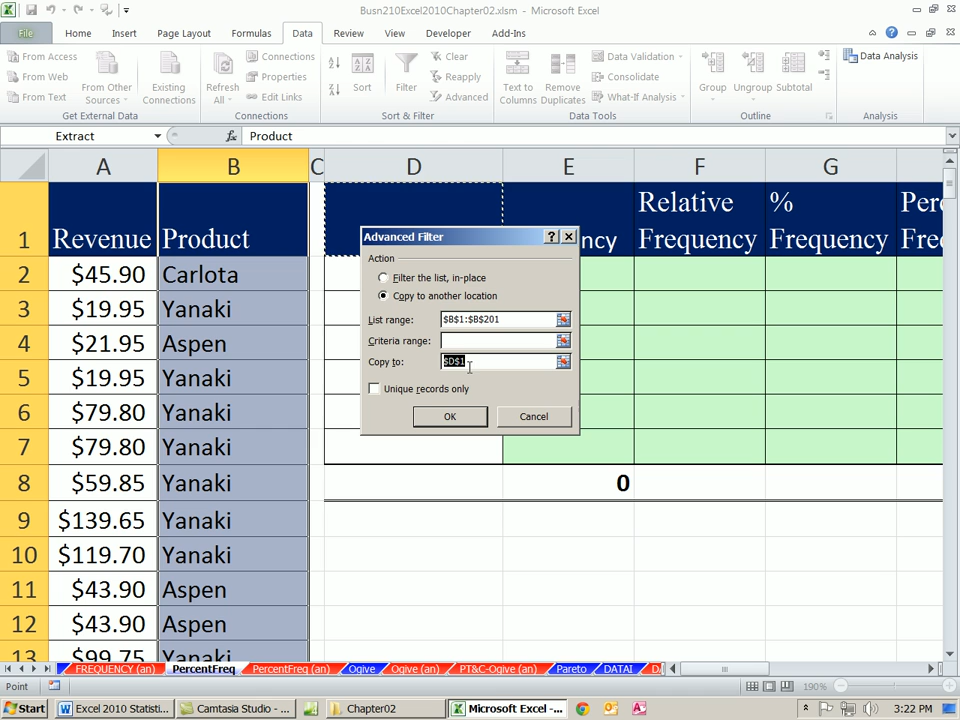 Busn210Excel2010Chapter02.xlsm - Microsoft Excel
File Home Insert Page Layout Formulas Data Review View Developer Add-Ins
From Access
From Web
From Text
From Other Sources
Existing Connections
Get External Data
Refresh All
Connections
Properties
Edit Links
Connections
Sort
Filter
Clear
Reapply
Advanced
Sort & Filter
Text to Columns
Remove Duplicates
Data Validation
Consolidate
What-If Analysis
Data Tools
Group
Ungroup
Subtotal
Outline
Data Analysis
Analysis
Extract fx Product
A B C D E F G
1 Revenue Product ncy Relative Frequency % Frequency
2 $45.90 Carlota
3 $19.95 Yanaki
4 $21.95 Aspen
5 $19.95 Yanaki
6 $79.80 Yanaki
7 $79.80 Yanaki
8 $59.85 Yanaki 0
9 $139.65 Yanaki
10 $119.70 Yanaki
11 $43.90 Aspen
12 $43.90 Aspen
13 $99.75 Yanaki
Advanced Filter
Action
Filter the list, in-place
Copy to another location
List range: $B$1:$B$201
Criteria range:
Copy to: $D$1
Unique records only
OK Cancel
FREQUENCY (an) PercentFreq PercentFreq (an) Ogive Ogive (an) PT&C-Ogive (an) Pareto DATAI
Point 190%
Start Excel 2010 Statisti... Camtasia Studio - ... Chapter02 Microsoft Excel -... 3:22 PM